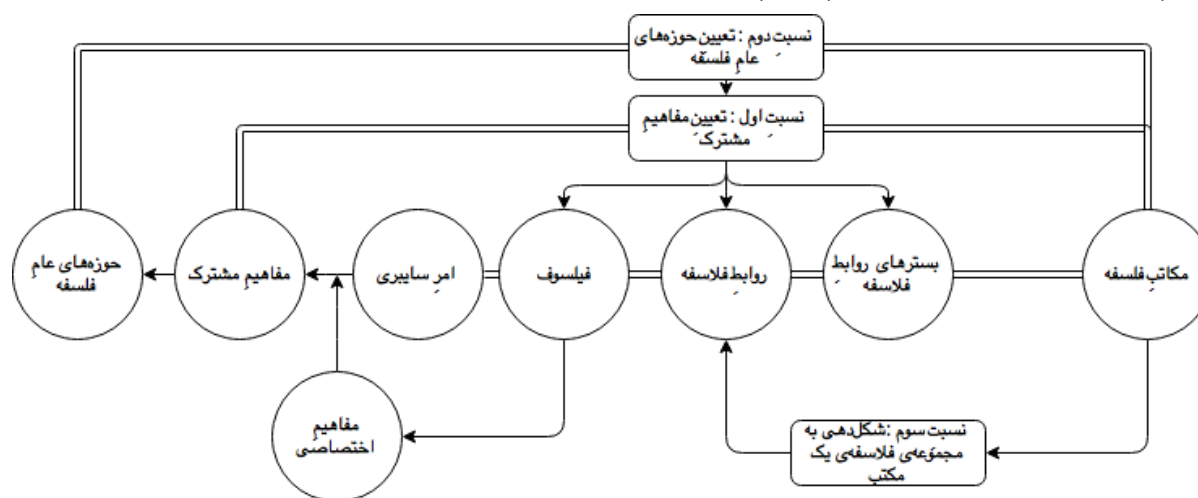 نسبت دوم : تعیین حوزه‌های
عامِ فلسفه
نسبت اول : تعیین مفاهیمِ
مشترک
حوزه‌های عامِ
فلسفه
مفاهیمِ مشترک
امرِ سایبری
فیلسوف
روابطِ فلاسفه
بسترهای روابطِ
فلاسفه
مکاتبِ فلسفه
مفاهیمِ
اختصاصی
نسبت سوم : شکل‌دهی به
مجموعه‌ی فلاسفه‌ی یک
مکتب